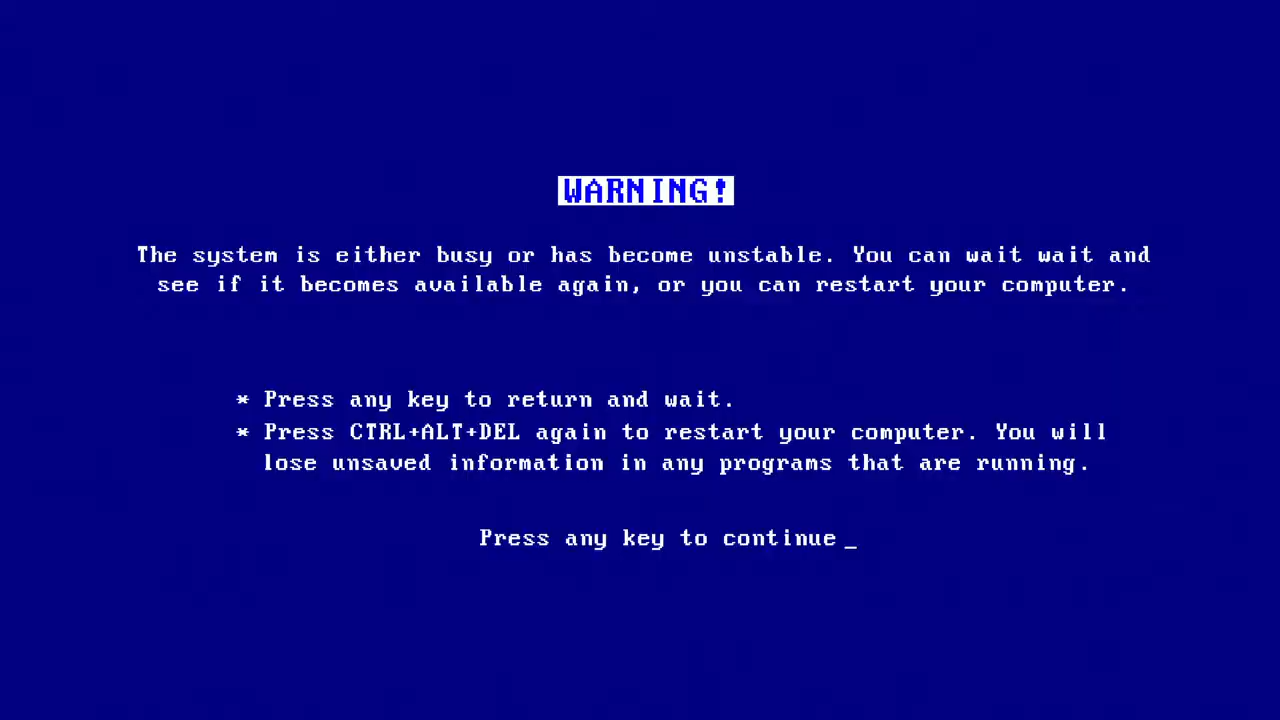 WARNING!
The system is either busy or has become unstable. You can wait wait and
see if it becomes available again, or you can restart your computer.
* Press any key to return and wait.
* Press CTRL+ALT+DEL again to restart your computer. You will
lose unsaved information in any programs that are running.
Press any key to continue _